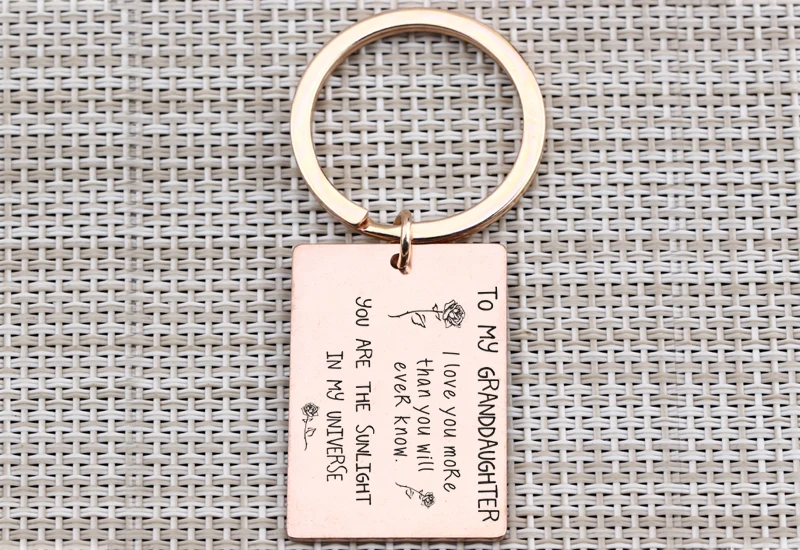 TO MY GRANDDAUGHTER
I love you moRe
than you will
eveR know.
YOU ARE THE SUNLIGHT
IN MY UNIVERSE